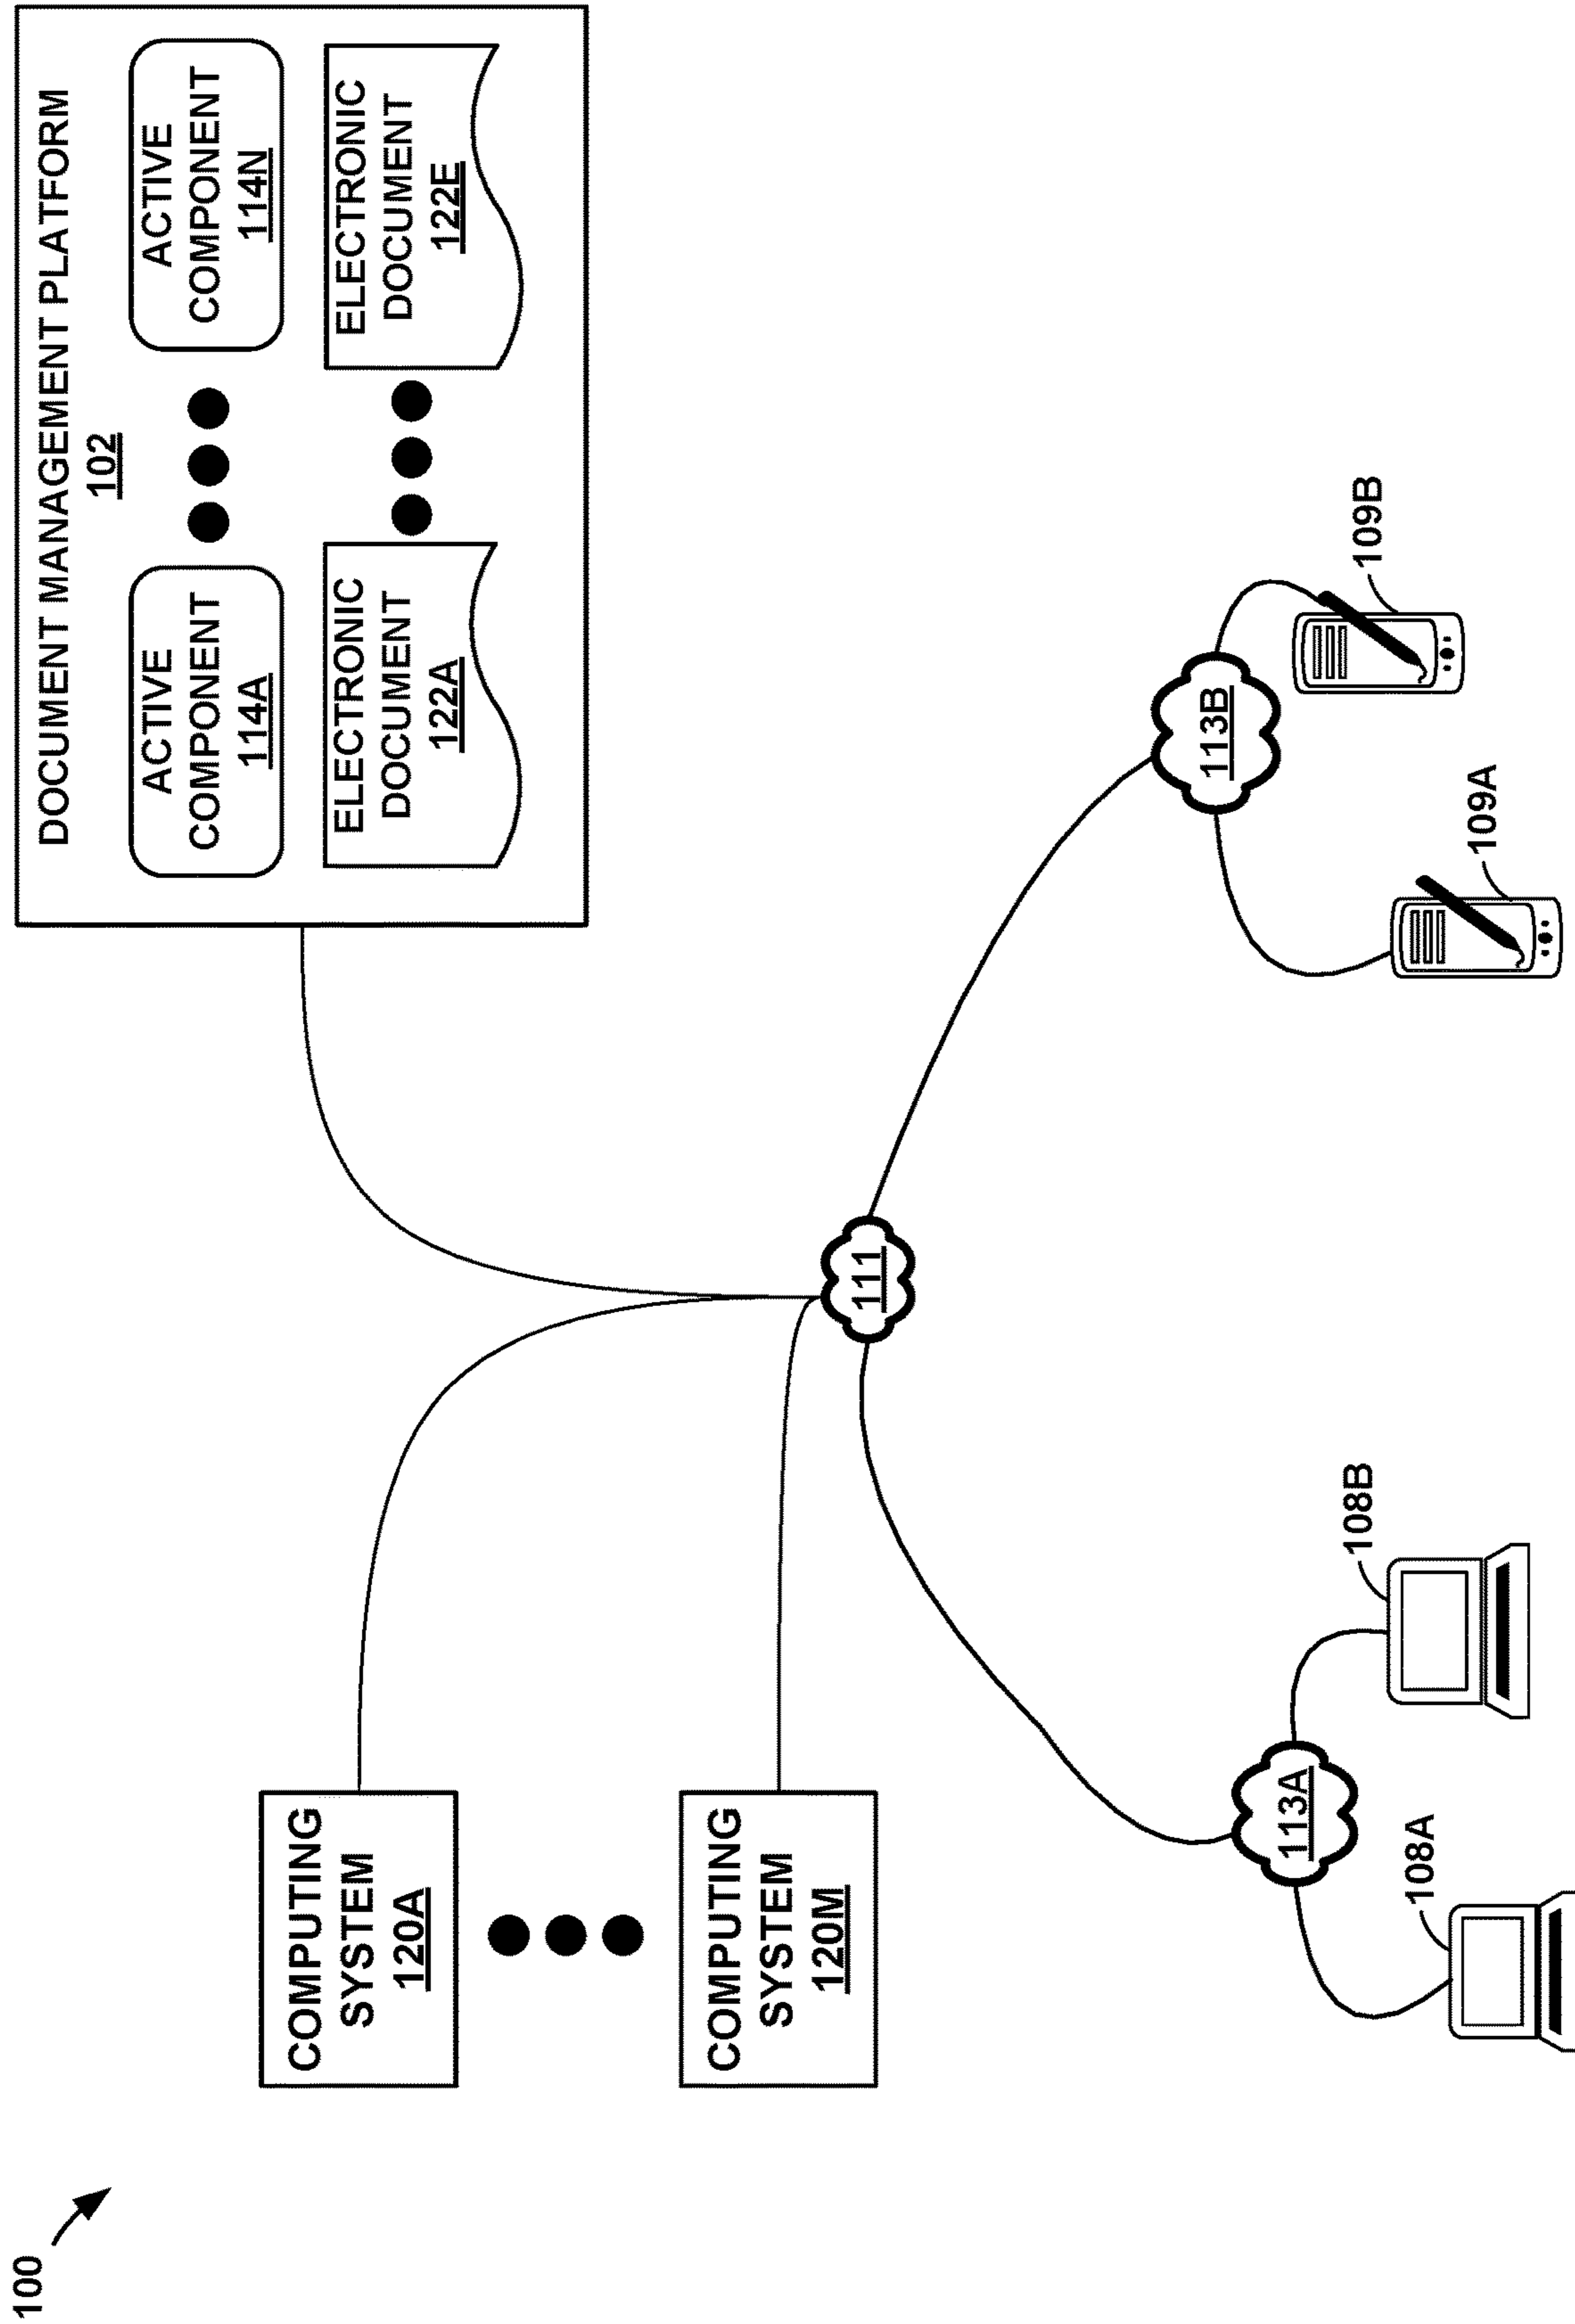 100
DOCUMENT MANAGEMENT PLATFORM
102
ACTIVE
COMPONENT
114A
ACTIVE
COMPONENT
114N
ELECTRONIC
DOCUMENT
122A
ELECTRONIC
DOCUMENT
122E
COMPUTING
SYSTEM
120A
COMPUTING
SYSTEM
120M
111
113A
113B
108A
108B
109A
109B